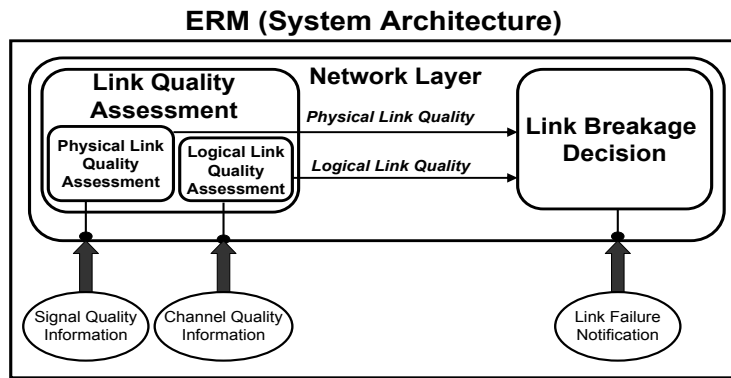 ERM (System Architecture)
Link Quality
Assessment
Network Layer
Physical Link
Quality
Assessment
Logical Link
Quality
Assessment
Physical Link Quality
Logical Link Quality
Link Breakage
Decision
Signal Quality
Information
Channel Quality
Information
Link Failure
Notification